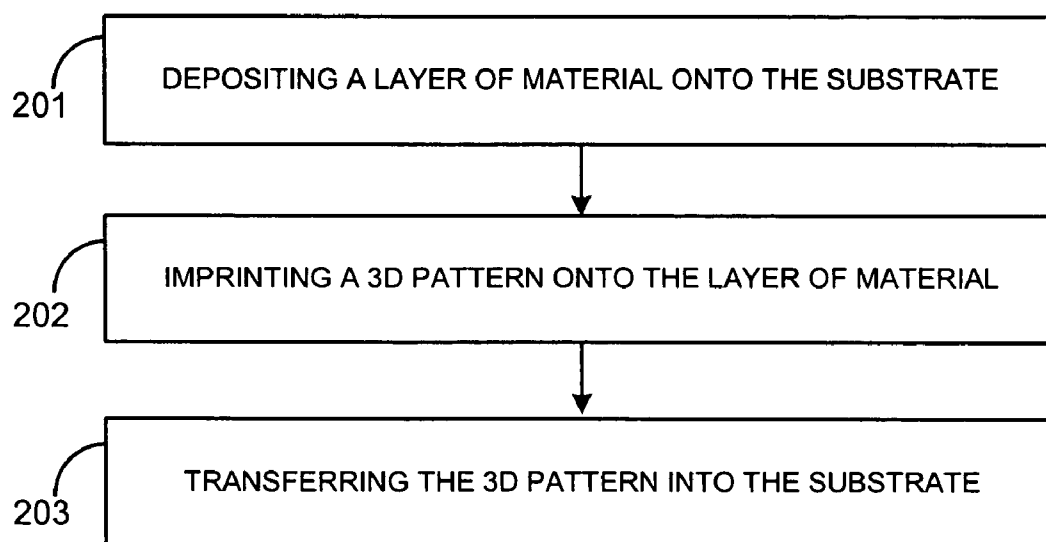 DEPOSITING A LAYER OF MATERIAL ONTO THE SUBSTRATE
201
IMPRINTING A 3D PATTERN ONTO THE LAYER OF MATERIAL
202
TRANSFERRING THE 3D PATTERN INTO THE SUBSTRATE
203